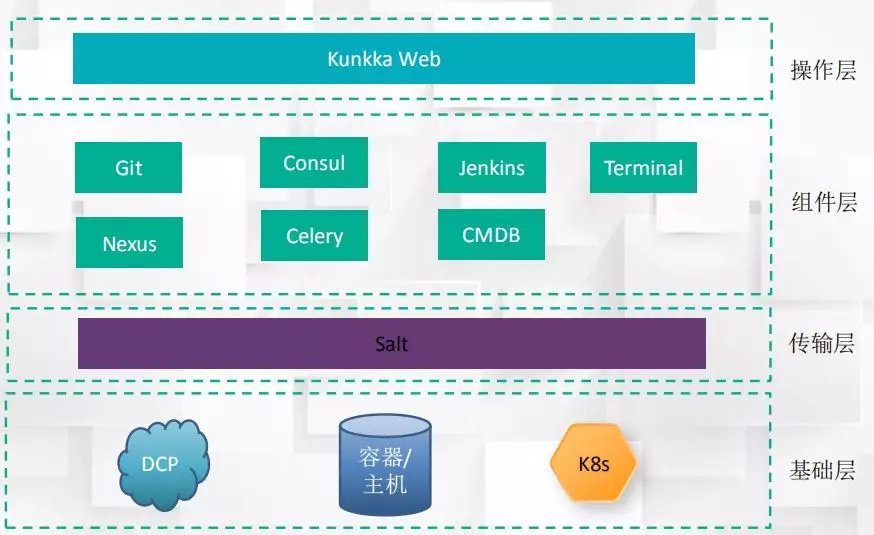 Kunkka Web
操作层
Git
Consul
Jenkins
Terminal
Nexus
Celery
CMDB
组件层
Salt
传输层
DCP
容器/
主机
K8s
基础层